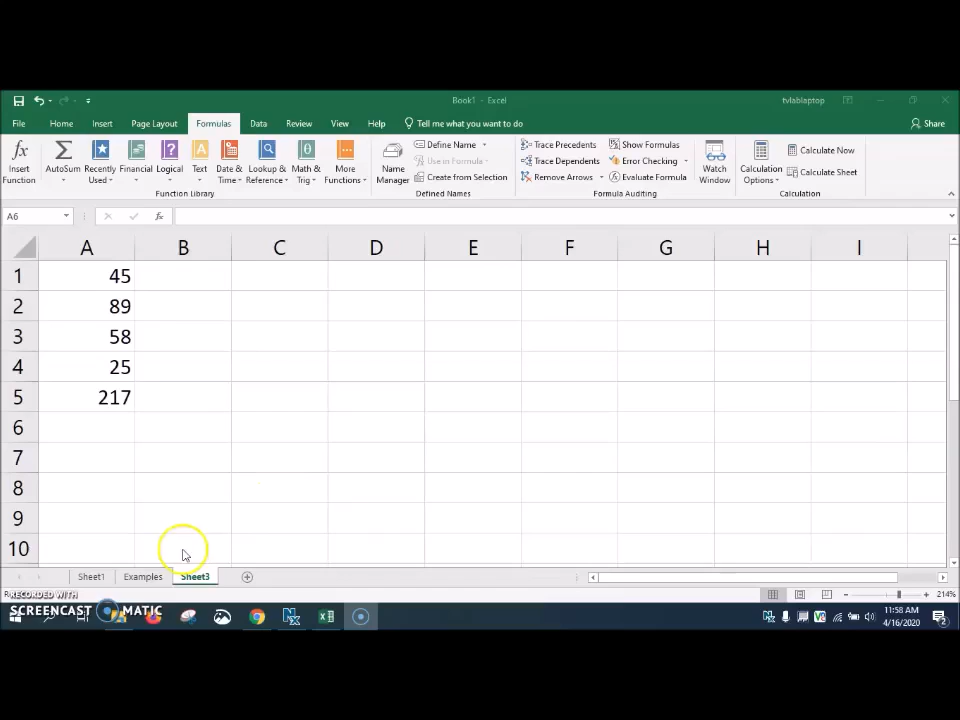 Book1 - Excel
tvlablaptop
File Home Insert Page Layout Formulas Data Review View Help Tell me what you want to do Share
Insert Function
AutoSum
Recently Used
Financial
Logical
Text
Date & Time
Lookup & Reference
Math & Trig
More Functions
Function Library
Name Manager
Define Name
Use in Formula
Create from Selection
Defined Names
Trace Precedents
Trace Dependents
Remove Arrows
Show Formulas
Error Checking
Evaluate Formula
Formula Auditing
Watch Window
Calculation Options
Calculate Now
Calculate Sheet
Calculation
A6
fx
A B C D E F G H I
1 45
2 89
3 58
4 25
5 217
6
7
8
9
10
Sheet1 Examples Sheet3
214%
RECORDED WITH
SCREENCAST MATIC
11:58 AM
4/16/2020